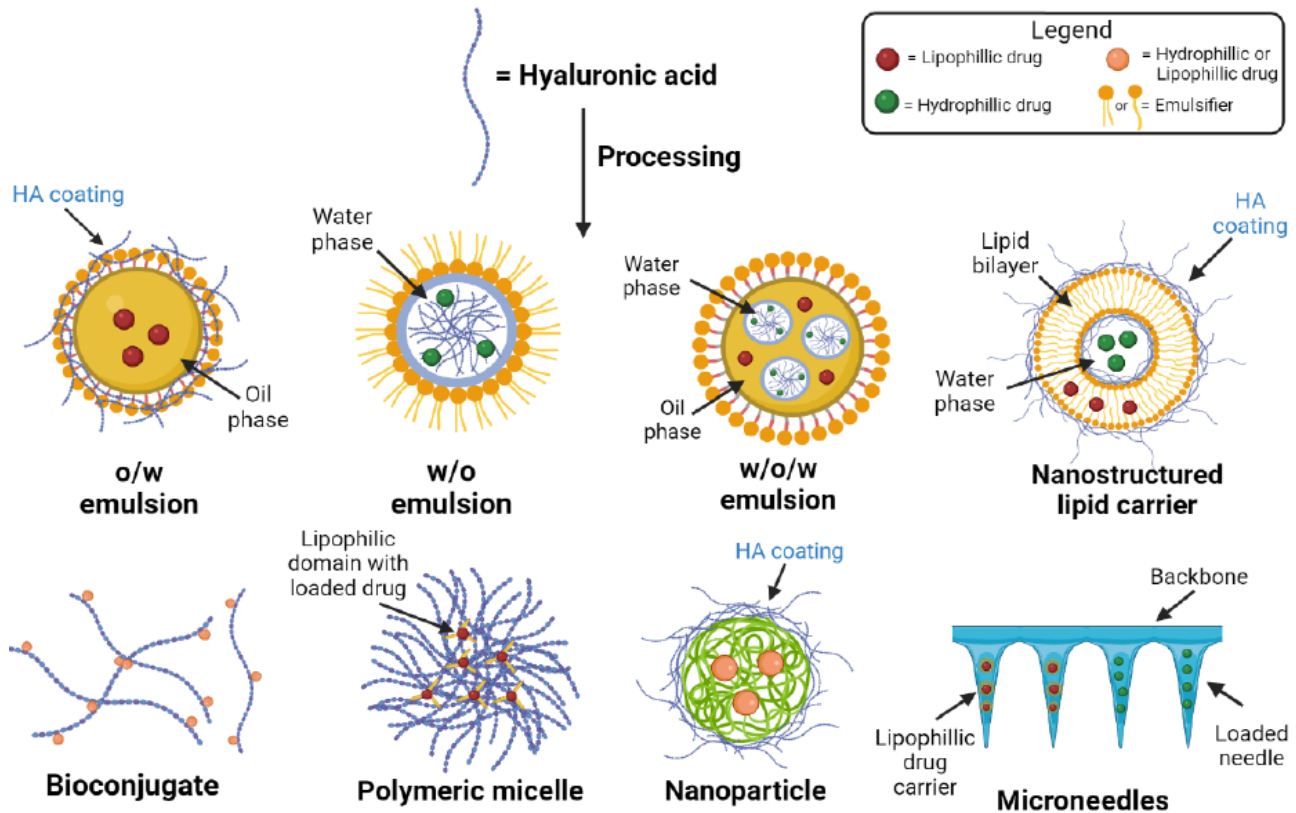 = Hyaluronic acid
Processing
Legend
= Lipophillic drug
= Hydrophillic or
Lipophillic drug
= Hydrophillic drug
or
= Emulsifier
HA coating
Oil
phase
o/w
emulsion
Water
phase
w/o
emulsion
Water
phase
Oil
phase
w/o/w
emulsion
HA
coating
Lipid
bilayer
Water
phase
Nanostructured
lipid carrier
Bioconjugate
Lipophilic
domain with
loaded drug
Polymeric micelle
HA coating
Nanoparticle
Backbone
Lipophillic
drug
carrier
Loaded
needle
Microneedles